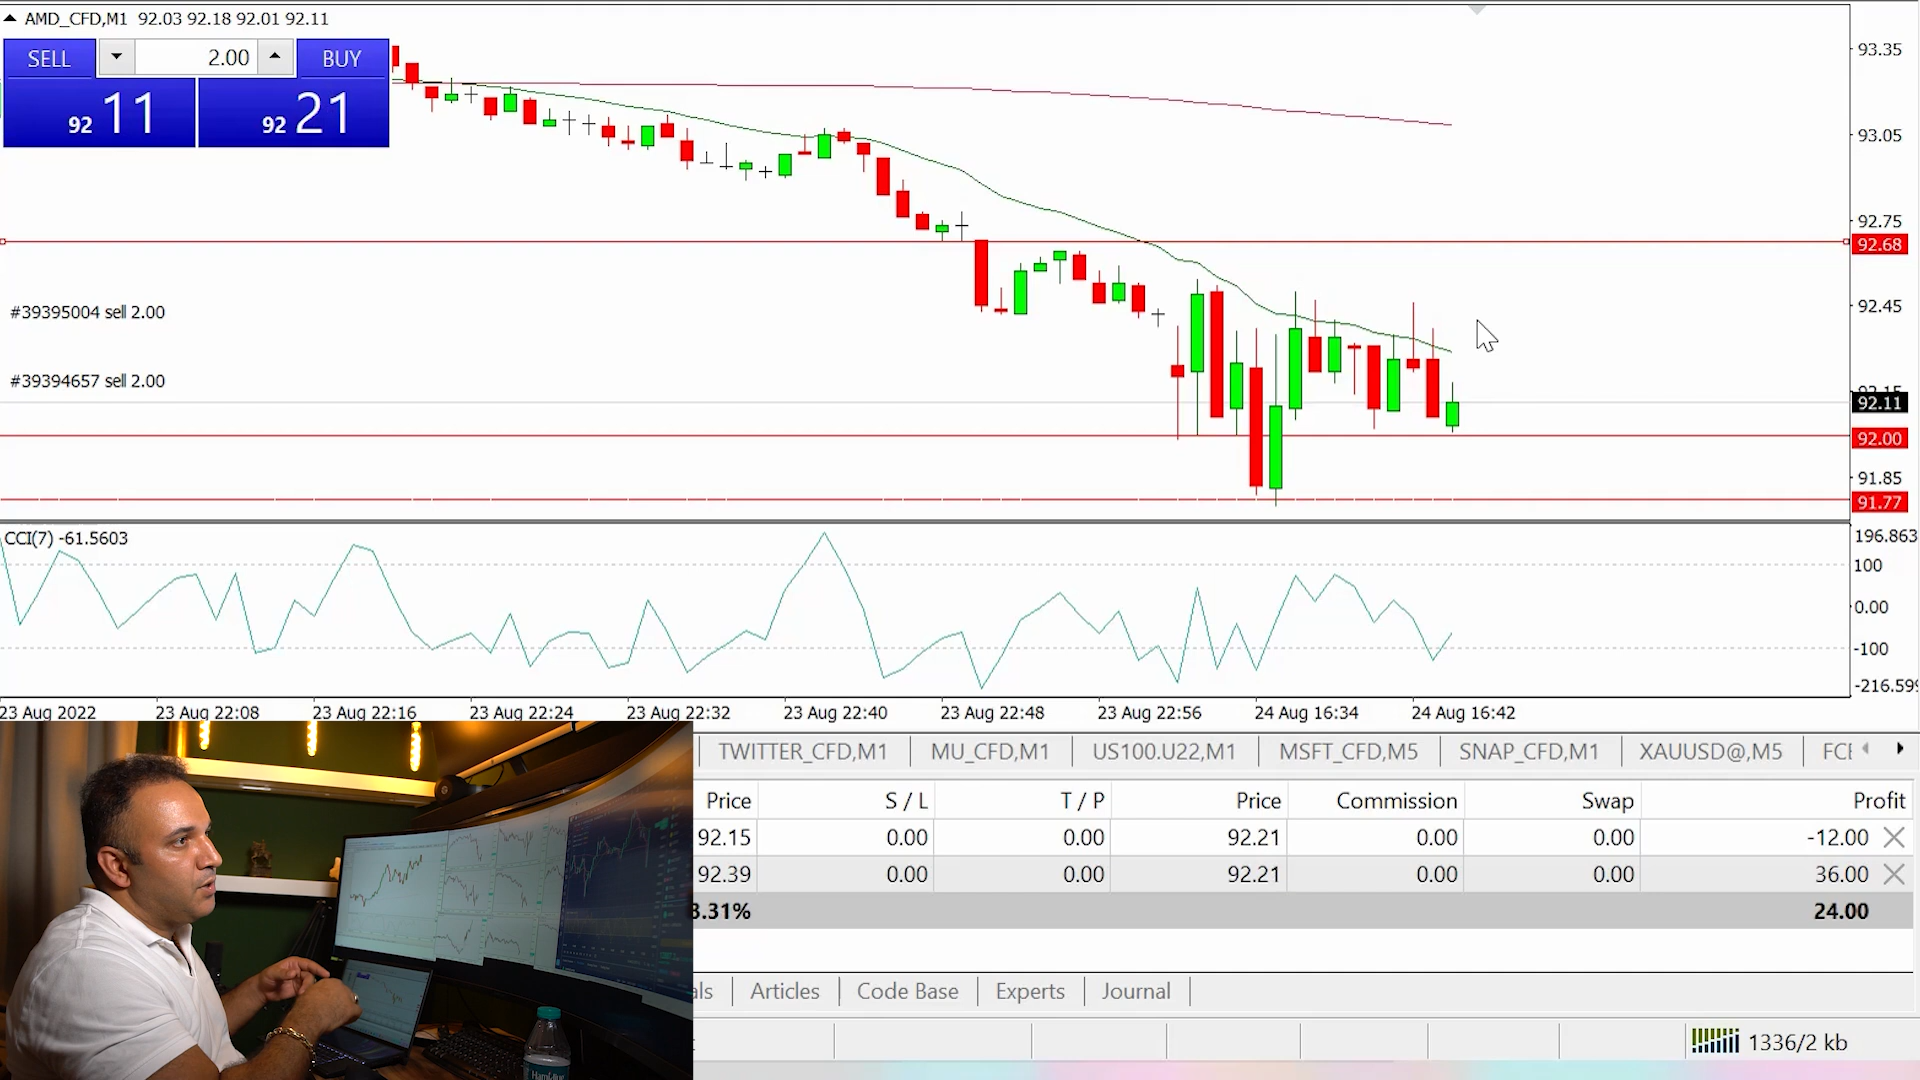 AMD_CFD,M1 92.03 92.18 92.01 92.11
SELL 2.00 BUY
92 11 92 21
93.35
93.05
92.75
92.68
92.45
#39395004 sell 2.00
#39394657 sell 2.00
92.11
92.00
91.85
91.77
CCI(7) -61.5603
196.863
100
0.00
-100
-216.599
23 Aug 2022 23 Aug 22:08 23 Aug 22:16 23 Aug 22:24 23 Aug 22:32 23 Aug 22:40 23 Aug 22:48 23 Aug 22:56 24 Aug 16:34 24 Aug 16:42
TWITTER_CFD,M1 MU_CFD,M1 US100.U22,M1 MSFT_CFD,M5 SNAP_CFD,M1 XAUUSD@,M5
Price S / L T / P Price Commission Swap Profit
92.15 0.00 0.00 92.21 0.00 0.00 -12.00
92.39 0.00 0.00 92.21 0.00 0.00 36.00
3.31% 24.00
Articles Code Base Experts Journal
1336/2 kb